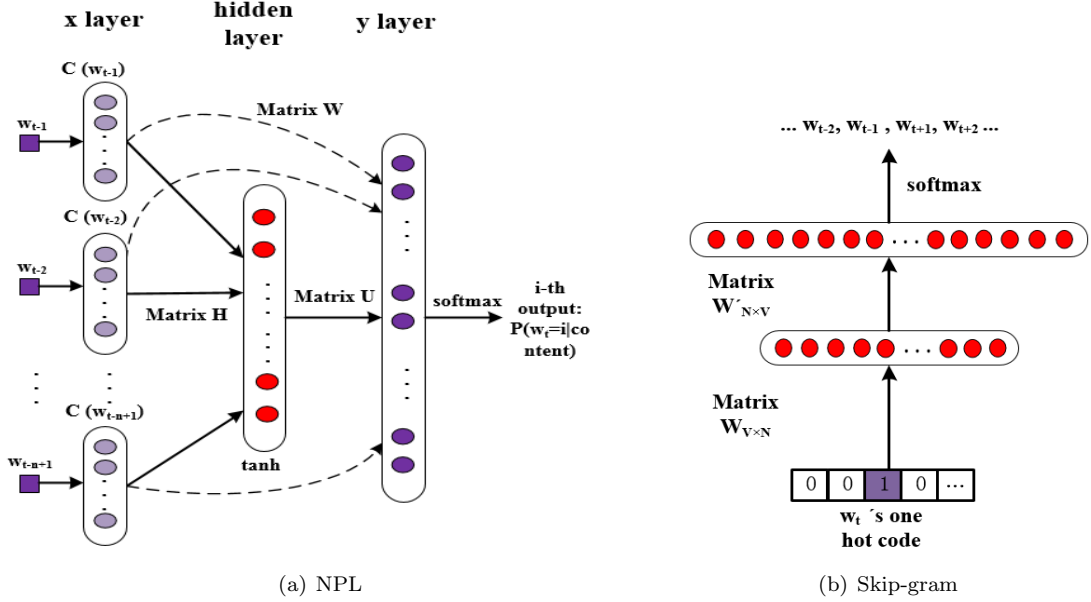 x layer
hidden
layer
y layer
C (wt-1)
wt-1
Matrix W
C (wt-2)
wt-2
Matrix H
Matrix U
softmax
i-th
output:
P(wt=i|co
ntent)
C (wt-n+1)
wt-n+1
tanh
(a) NPL
... wt-2, wt-1 , wt+1, wt+2 ...
softmax
Matrix
W´N×V
Matrix
WV×N
0 0 1 0 ...
wt ´s one
hot code
(b) Skip-gram